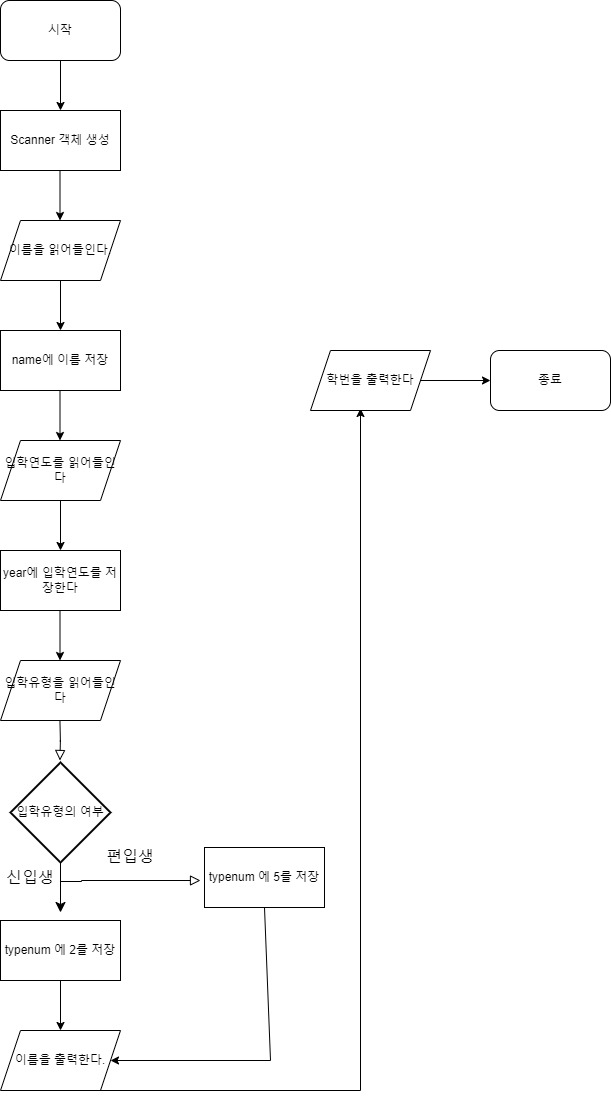 시작
Scanner 객체 생성
이름을 읽어들인다
name에 이름 저장
입학연도를 읽어들인
다
year에 입학연도를 저
장한다
입학유형을 읽어들인
다
입학유형의 여부
신입생
편입생
typenum 에 5를 저장
typenum 에 2를 저장
이름을 출력한다.
학번을 출력한다
종료